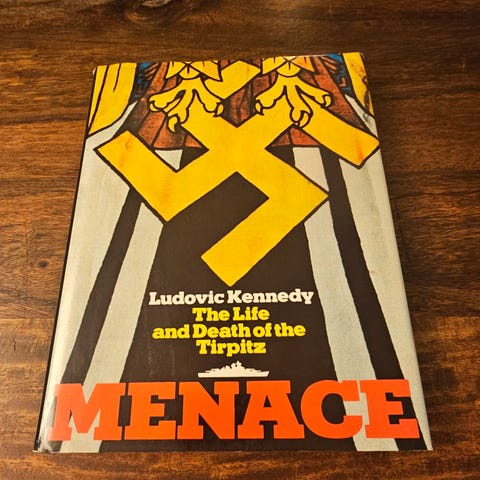 Ludovic Kennedy
The Life
and Death of the
Tirpitz
MENACE